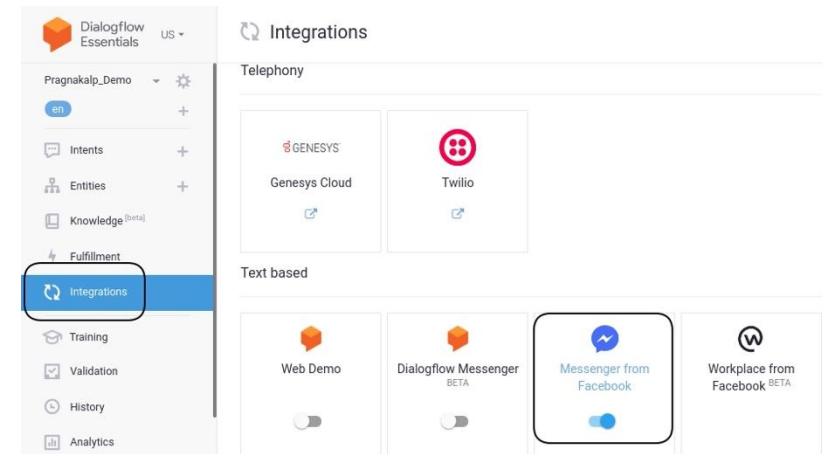 Dialogflow
Essentials
US
Integrations
Pragnakalp_Demo
en
Intents
Entities
Knowledge [beta]
Fulfillment
Integrations
Training
Validation
History
Analytics
Telephony
GENESYS
Genesys Cloud
Twilio
Text based
Web Demo
Dialogflow Messenger
BETA
Messenger from
Facebook
Workplace from
Facebook BETA